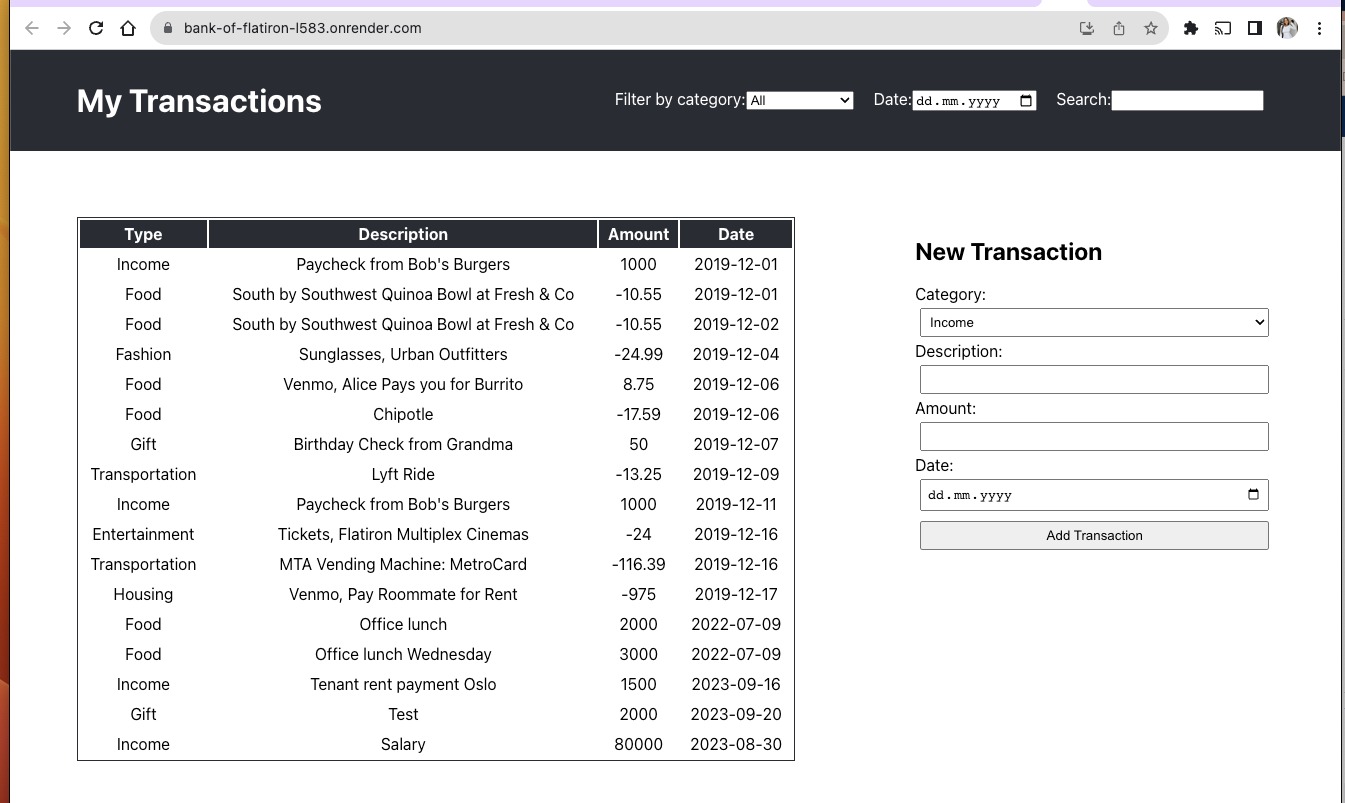 bank-of-flatiron-l583.onrender.com
My Transactions
Filter by category: All Date: dd.mm.yyyy Search:
Type Description Amount Date
Income Paycheck from Bob's Burgers 1000 2019-12-01
Food South by Southwest Quinoa Bowl at Fresh & Co -10.55 2019-12-01
Food South by Southwest Quinoa Bowl at Fresh & Co -10.55 2019-12-02
Fashion Sunglasses, Urban Outfitters -24.99 2019-12-04
Food Venmo, Alice Pays you for Burrito 8.75 2019-12-06
Food Chipotle -17.59 2019-12-06
Gift Birthday Check from Grandma 50 2019-12-07
Transportation Lyft Ride -13.25 2019-12-09
Income Paycheck from Bob's Burgers 1000 2019-12-11
Entertainment Tickets, Flatiron Multiplex Cinemas -24 2019-12-16
Transportation MTA Vending Machine: MetroCard -116.39 2019-12-16
Housing Venmo, Pay Roommate for Rent -975 2019-12-17
Food Office lunch 2000 2022-07-09
Food Office lunch Wednesday 3000 2022-07-09
Income Tenant rent payment Oslo 1500 2023-09-16
Gift Test 2000 2023-09-20
Income Salary 80000 2023-08-30
New Transaction
Category:
Income
Description:
Amount:
Date:
dd.mm.yyyy
Add Transaction